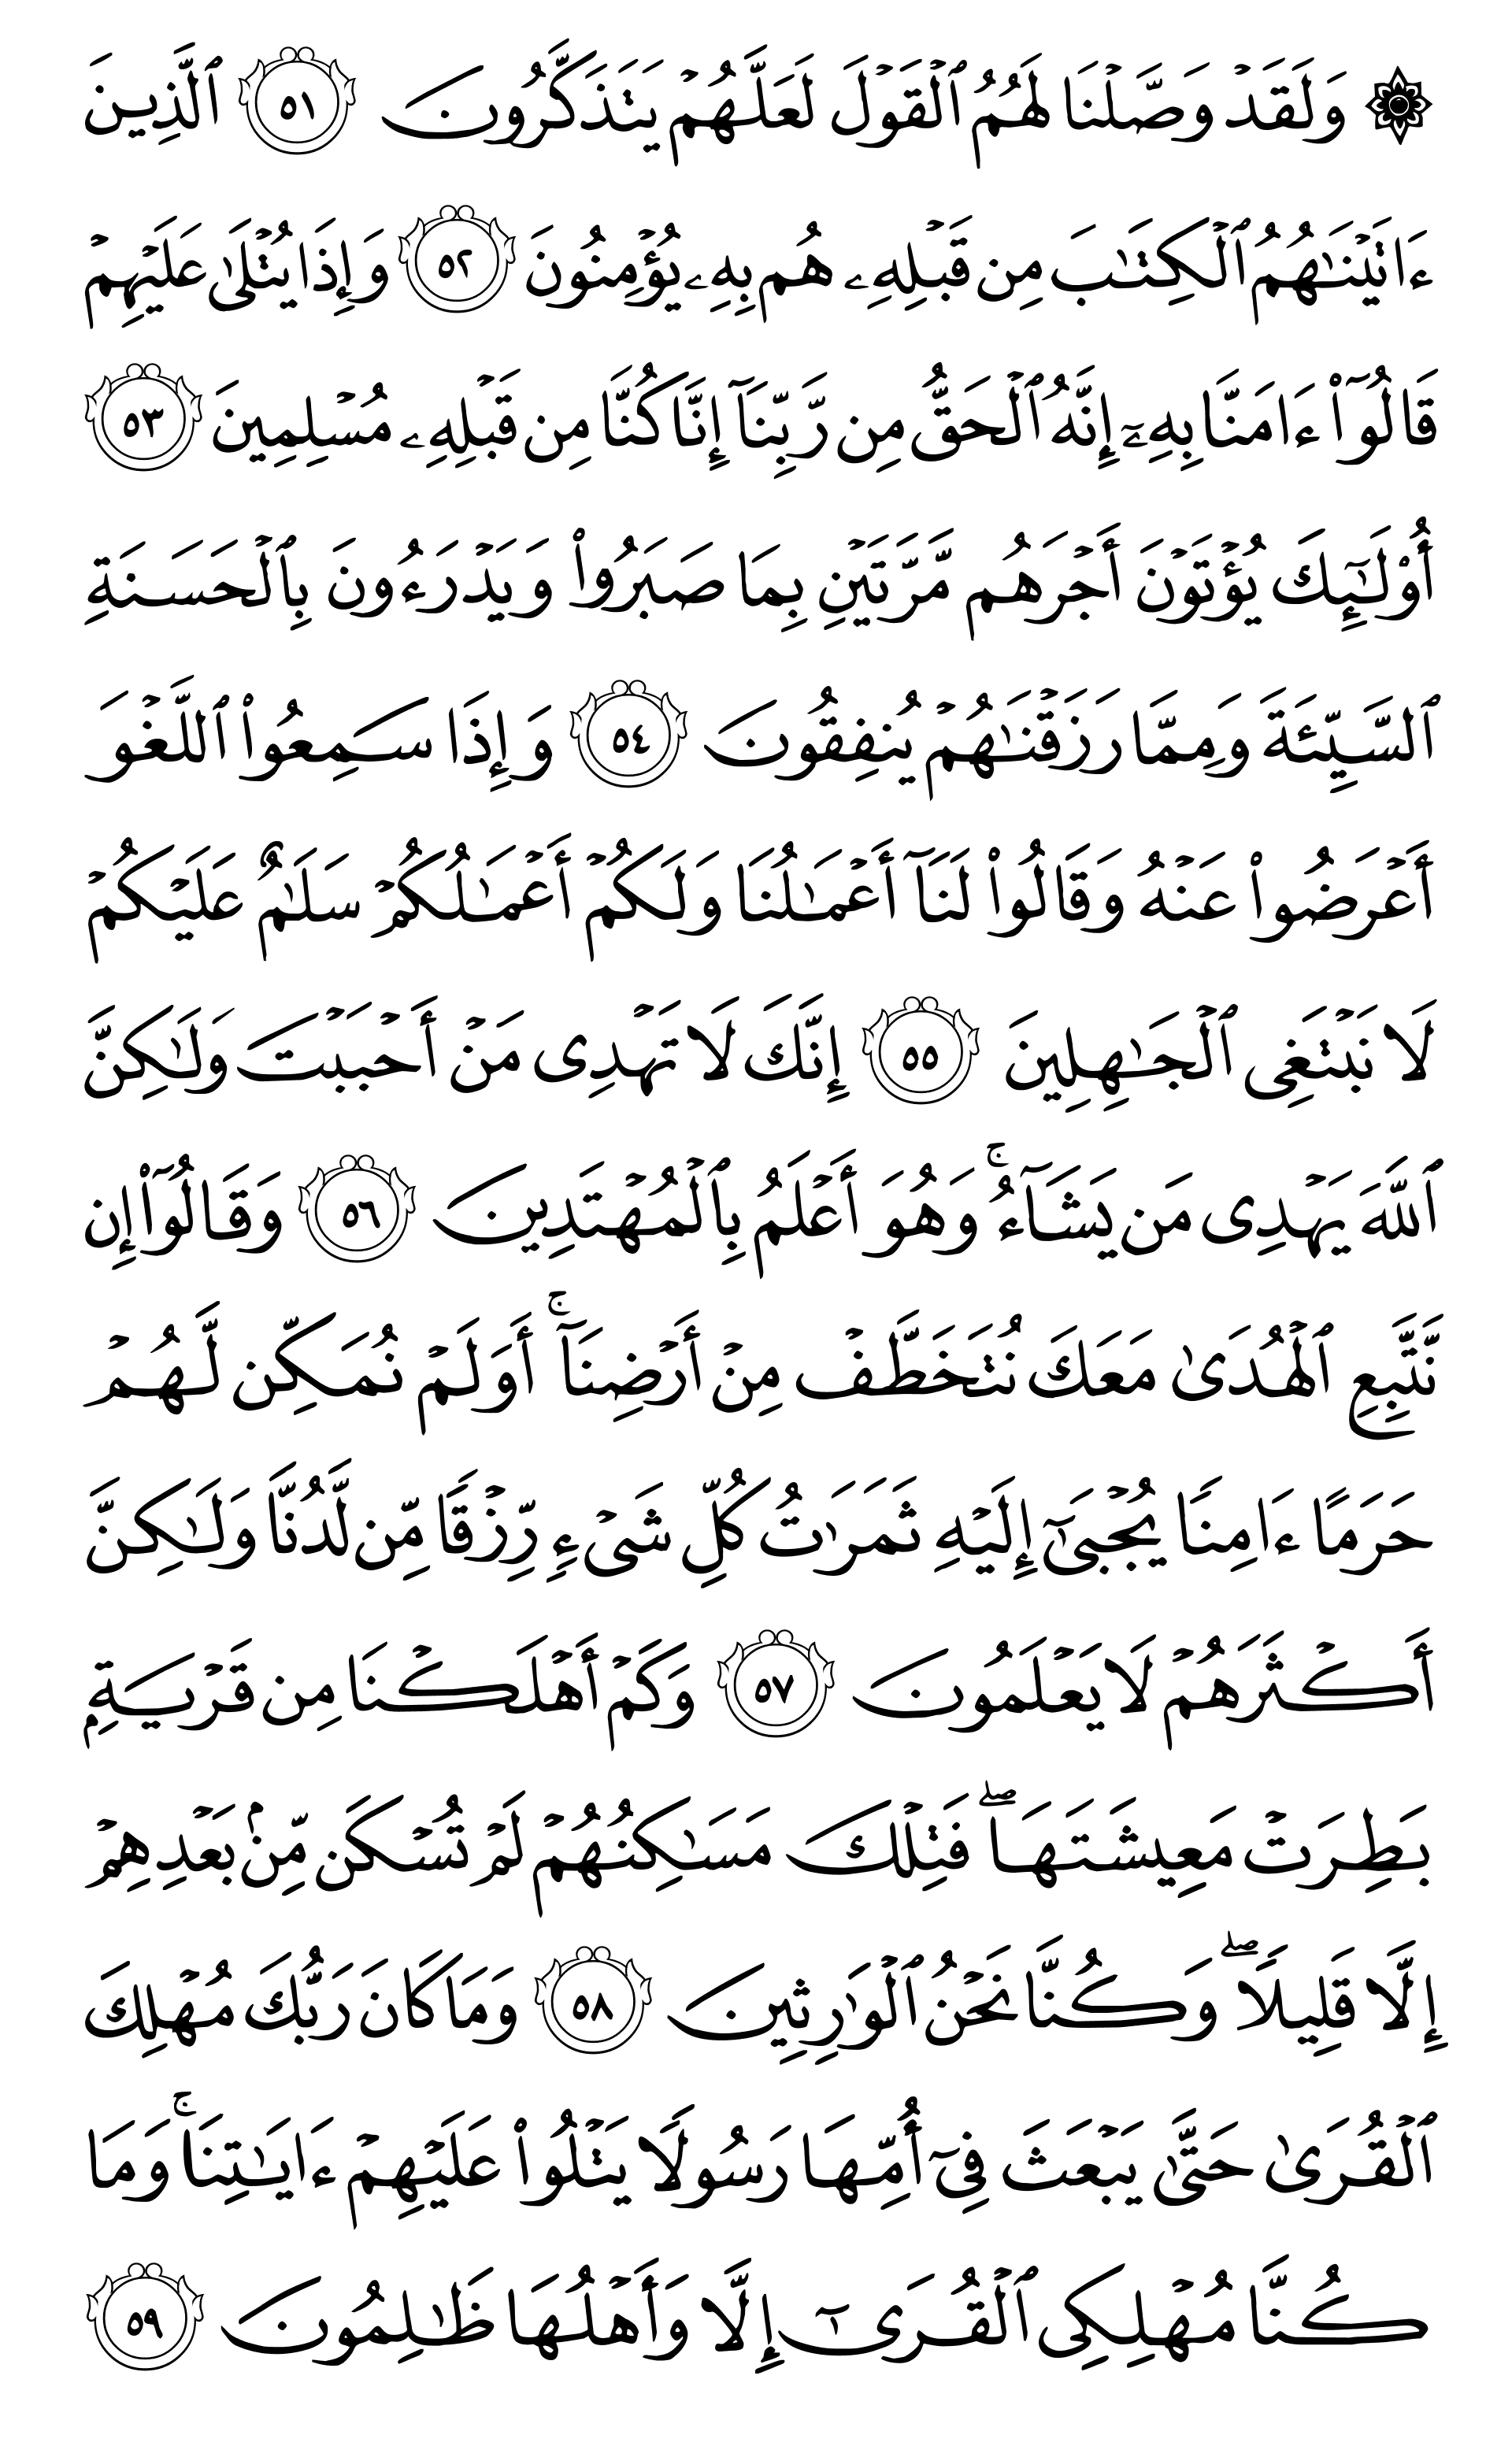 ۞ وَلَقَدۡ وَصَّلۡنَا لَهُمُ ٱلۡقَوۡلَ لَعَلَّهُمۡ يَتَذَكَّرُونَ ٥١ ٱلَّذِينَ
ءَاتَيۡنَٰهُمُ ٱلۡكِتَٰبَ مِن قَبۡلِهِۦ هُم بِهِۦ يُؤۡمِنُونَ ٥٢ وَإِذَا يُتۡلَىٰ عَلَيۡهِمۡ
قَالُوٓاْ ءَامَنَّا بِهِۦٓ إِنَّهُ ٱلۡحَقُّ مِن رَّبِّنَآ إِنَّا كُنَّا مِن قَبۡلِهِۦ مُسۡلِمِينَ ٥٣
أُوْلَٰٓئِكَ يُؤۡتَوۡنَ أَجۡرَهُم مَّرَّتَيۡنِ بِمَا صَبَرُواْ وَيَدۡرَءُونَ بِٱلۡحَسَنَةِ
ٱلسَّيِّئَةَ وَمِمَّا رَزَقۡنَٰهُمۡ يُنفِقُونَ ٥٤ وَإِذَا سَمِعُواْ ٱللَّغۡوَ
أَعۡرَضُواْ عَنۡهُ وَقَالُواْ لَنَآ أَعۡمَٰلُنَا وَلَكُمۡ أَعۡمَٰلُكُمۡ سَلَٰمٌ عَلَيۡكُمۡ
لَا نَبۡتَغِي ٱلۡجَٰهِلِينَ ٥٥ إِنَّكَ لَا تَهۡدِي مَنۡ أَحۡبَبۡتَ وَلَٰكِنَّ
ٱللَّهَ يَهۡدِي مَن يَشَآءُۚ وَهُوَ أَعۡلَمُ بِٱلۡمُهۡتَدِينَ ٥٦ وَقَالُوٓاْ إِن
نَّتَّبِعِ ٱلۡهُدَىٰ مَعَكَ نُتَخَطَّفۡ مِنۡ أَرۡضِنَآۚ أَوَلَمۡ نُمَكِّن لَّهُمۡ
حَرَمًا ءَامِنٗا يُجۡبَىٰٓ إِلَيۡهِ ثَمَرَٰتُ كُلِّ شَيۡءٖ رِّزۡقٗا مِّن لَّدُنَّا وَلَٰكِنَّ
أَكۡثَرَهُمۡ لَا يَعۡلَمُونَ ٥٧ وَكَمۡ أَهۡلَكۡنَا مِن قَرۡيَةِۭ
بَطِرَتۡ مَعِيشَتَهَاۖ فَتِلۡكَ مَسَٰكِنُهُمۡ لَمۡ تُسۡكَن مِّنۢ بَعۡدِهِمۡ
إِلَّا قَلِيلٗاۖ وَكُنَّا نَحۡنُ ٱلۡوَٰرِثِينَ ٥٨ وَمَا كَانَ رَبُّكَ مُهۡلِكَ
ٱلۡقُرَىٰ حَتَّىٰ يَبۡعَثَ فِيٓ أُمِّهَا رَسُولٗا يَتۡلُواْ عَلَيۡهِمۡ ءَايَٰتِنَاۚ وَمَا
كُنَّا مُهۡلِكِي ٱلۡقُرَىٰٓ إِلَّا وَأَهۡلُهَا ظَٰلِمُونَ ٥٩